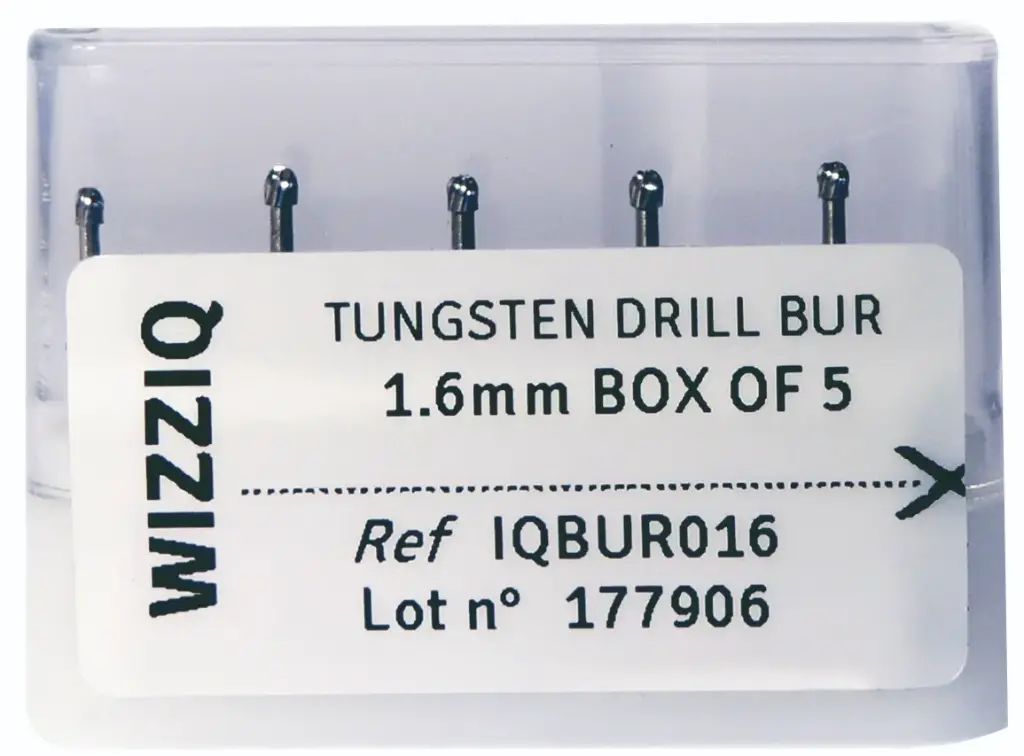 WIZZIQ
TUNGSTEN DRILL BUR
1.6mm BOX OF 5
Ref IQBUR016
Lot n° 177906